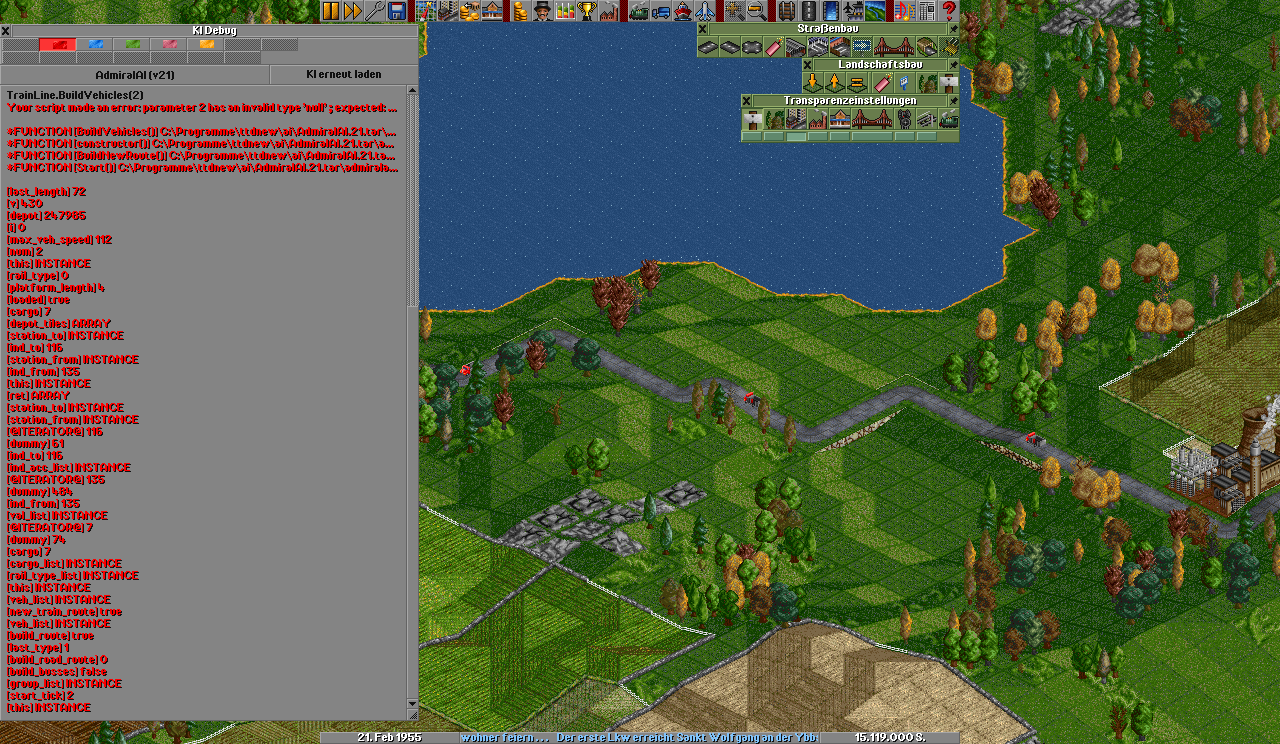 KI Debug
AdmiralAI (v21)
KI erneut laden
TrainLine.BuildVehicles(2)
Your script made an error: parameter 2 has an invalid type 'null' ; expected: ...
*FUNCTION [BuildVehicles()] C:\Programme\ttdnew\ai\AdmiralAI.21.tar\...
*FUNCTION [constructor()] C:\Programme\ttdnew\ai\AdmiralAI.21.tar\a...
*FUNCTION [BuildNewRoute()] C:\Programme\ttdnew\ai\AdmiralAI.21.ta...
*FUNCTION [Start()] C:\Programme\ttdnew\ai\AdmiralAI.21.tar\admirala...
[last_length] 72
[v] 430
[depot] 247985
[i] 0
[max_veh_speed] 112
[num] 2
[this] INSTANCE
[rail_type] 0
[platform_length] 4
[loaded] true
[cargo] 7
[depot_tiles] ARRAY
[station_to] INSTANCE
[ind_to] 116
[station_from] INSTANCE
[ind_from] 135
[this] INSTANCE
[ret] ARRAY
[station_to] INSTANCE
[station_from] INSTANCE
[@ITERATOR@] 116
[dummy] 61
[ind_to] 116
[ind_acc_list] INSTANCE
[@ITERATOR@] 135
[dummy] 484
[ind_from] 135
[val_list] INSTANCE
[@ITERATOR@] 7
[dummy] 74
[cargo] 7
[cargo_list] INSTANCE
[rail_type_list] INSTANCE
[this] INSTANCE
[veh_list] INSTANCE
[new_train_route] true
[veh_list] INSTANCE
[build_route] true
[last_type] 1
[build_road_route] 0
[build_busses] false
[group_list] INSTANCE
[start_tick] 2
[this] INSTANCE
Straßenbau
Landschaftsbau
Transparenzeinstellungen
21. Feb 1955
wohner feiern . . . Der erste Lkw erreicht Sankt Wolfgang an der Ybb
15.119.000 S.